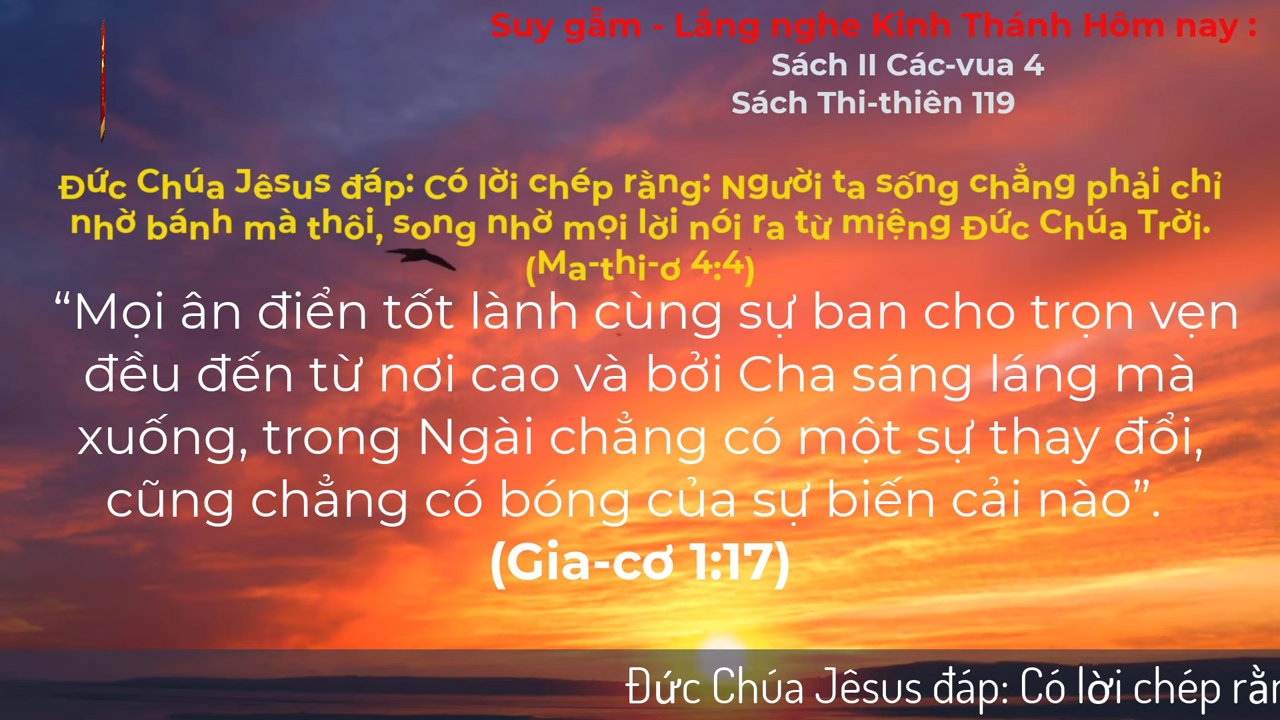 Suy gẫm - Lắng nghe Kinh Thánh Hôm nay :
Sách II Các-vua 4
Sách Thi-thiên 119
Đức Chúa Jêsus đáp: Có lời chép rằng: Người ta sống chẳng phải chỉ
nhờ bánh mà thôi, song nhờ mọi lời nói ra từ miệng Đức Chúa Trời.
(Ma-thi-ơ 4:4)
“Mọi ân điển tốt lành cùng sự ban cho trọn vẹn
đều đến từ nơi cao và bởi Cha sáng láng mà
xuống, trong Ngài chẳng có một sự thay đổi,
cũng chẳng có bóng của sự biến cải nào”.
(Gia-cơ 1:17)
Đức Chúa Jêsus đáp: Có lời chép